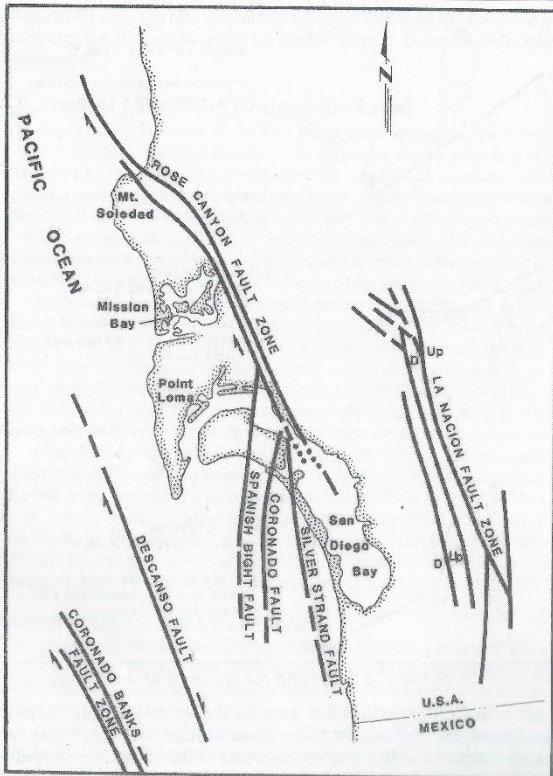 N
PACIFIC
OCEAN
ROSE CANYON FAULT ZONE
Mt.
Soledad
Mission
Bay
Point
Loma
D Up
LA NACION FAULT ZONE
D Up
SPANISH BIGHT FAULT
CORONADO FAULT
SILVER STRAND FAULT
San
Diego
Bay
DESCANSO FAULT
CORONADO BANKS
FAULT ZONE
U.S.A.
MEXICO